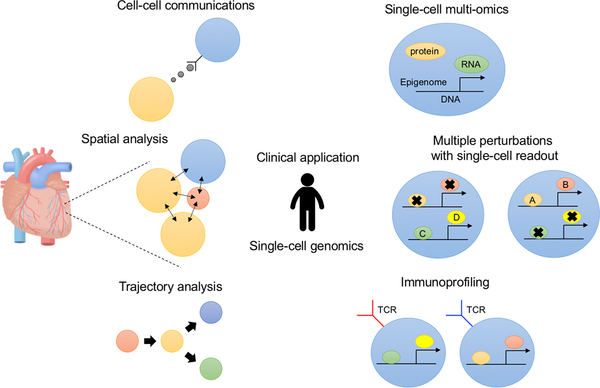 Cell-cell communications
Single-cell multi-omics
protein
RNA
Epigenome
DNA
Spatial analysis
Clinical application
Single-cell genomics
Multiple perturbations
with single-cell readout
B
A
D
C
Trajectory analysis
Immunoprofiling
TCR
TCR